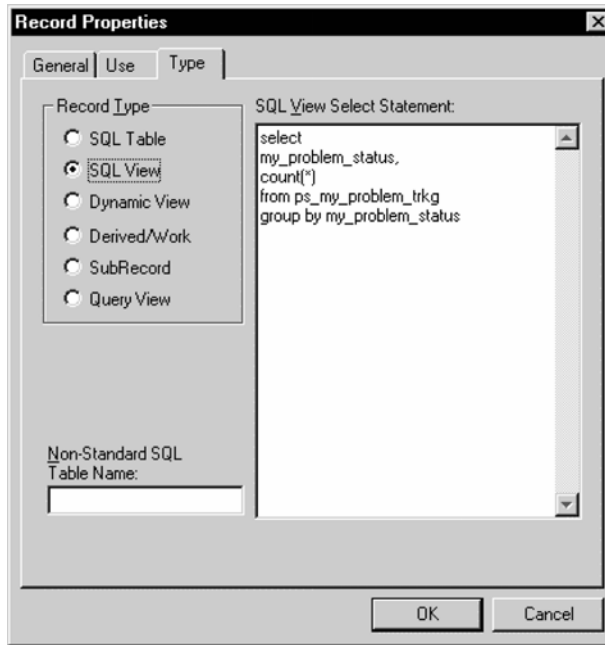 Record Properties
General Use Type
Record Type
SQL Table
SQL View
Dynamic View
Derived/Work
SubRecord
Query View
Non-Standard SQL
Table Name:
SQL View Select Statement:
select
my_problem_status,
count(*)
from ps_my_problem_trkg
group by my_problem_status
OK Cancel